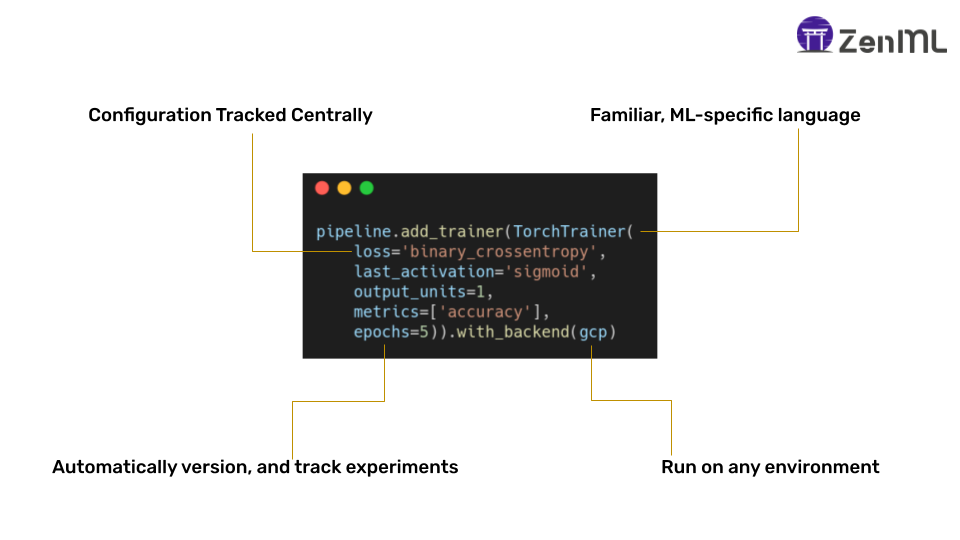 ZenML
Configuration Tracked Centrally
Familiar, ML-specific language
pipeline.add_trainer(TorchTrainer(
    loss='binary_crossentropy',
    last_activation='sigmoid',
    output_units=1,
    metrics=['accuracy'],
    epochs=5)).with_backend(gcp)
Automatically version, and track experiments
Run on any environment